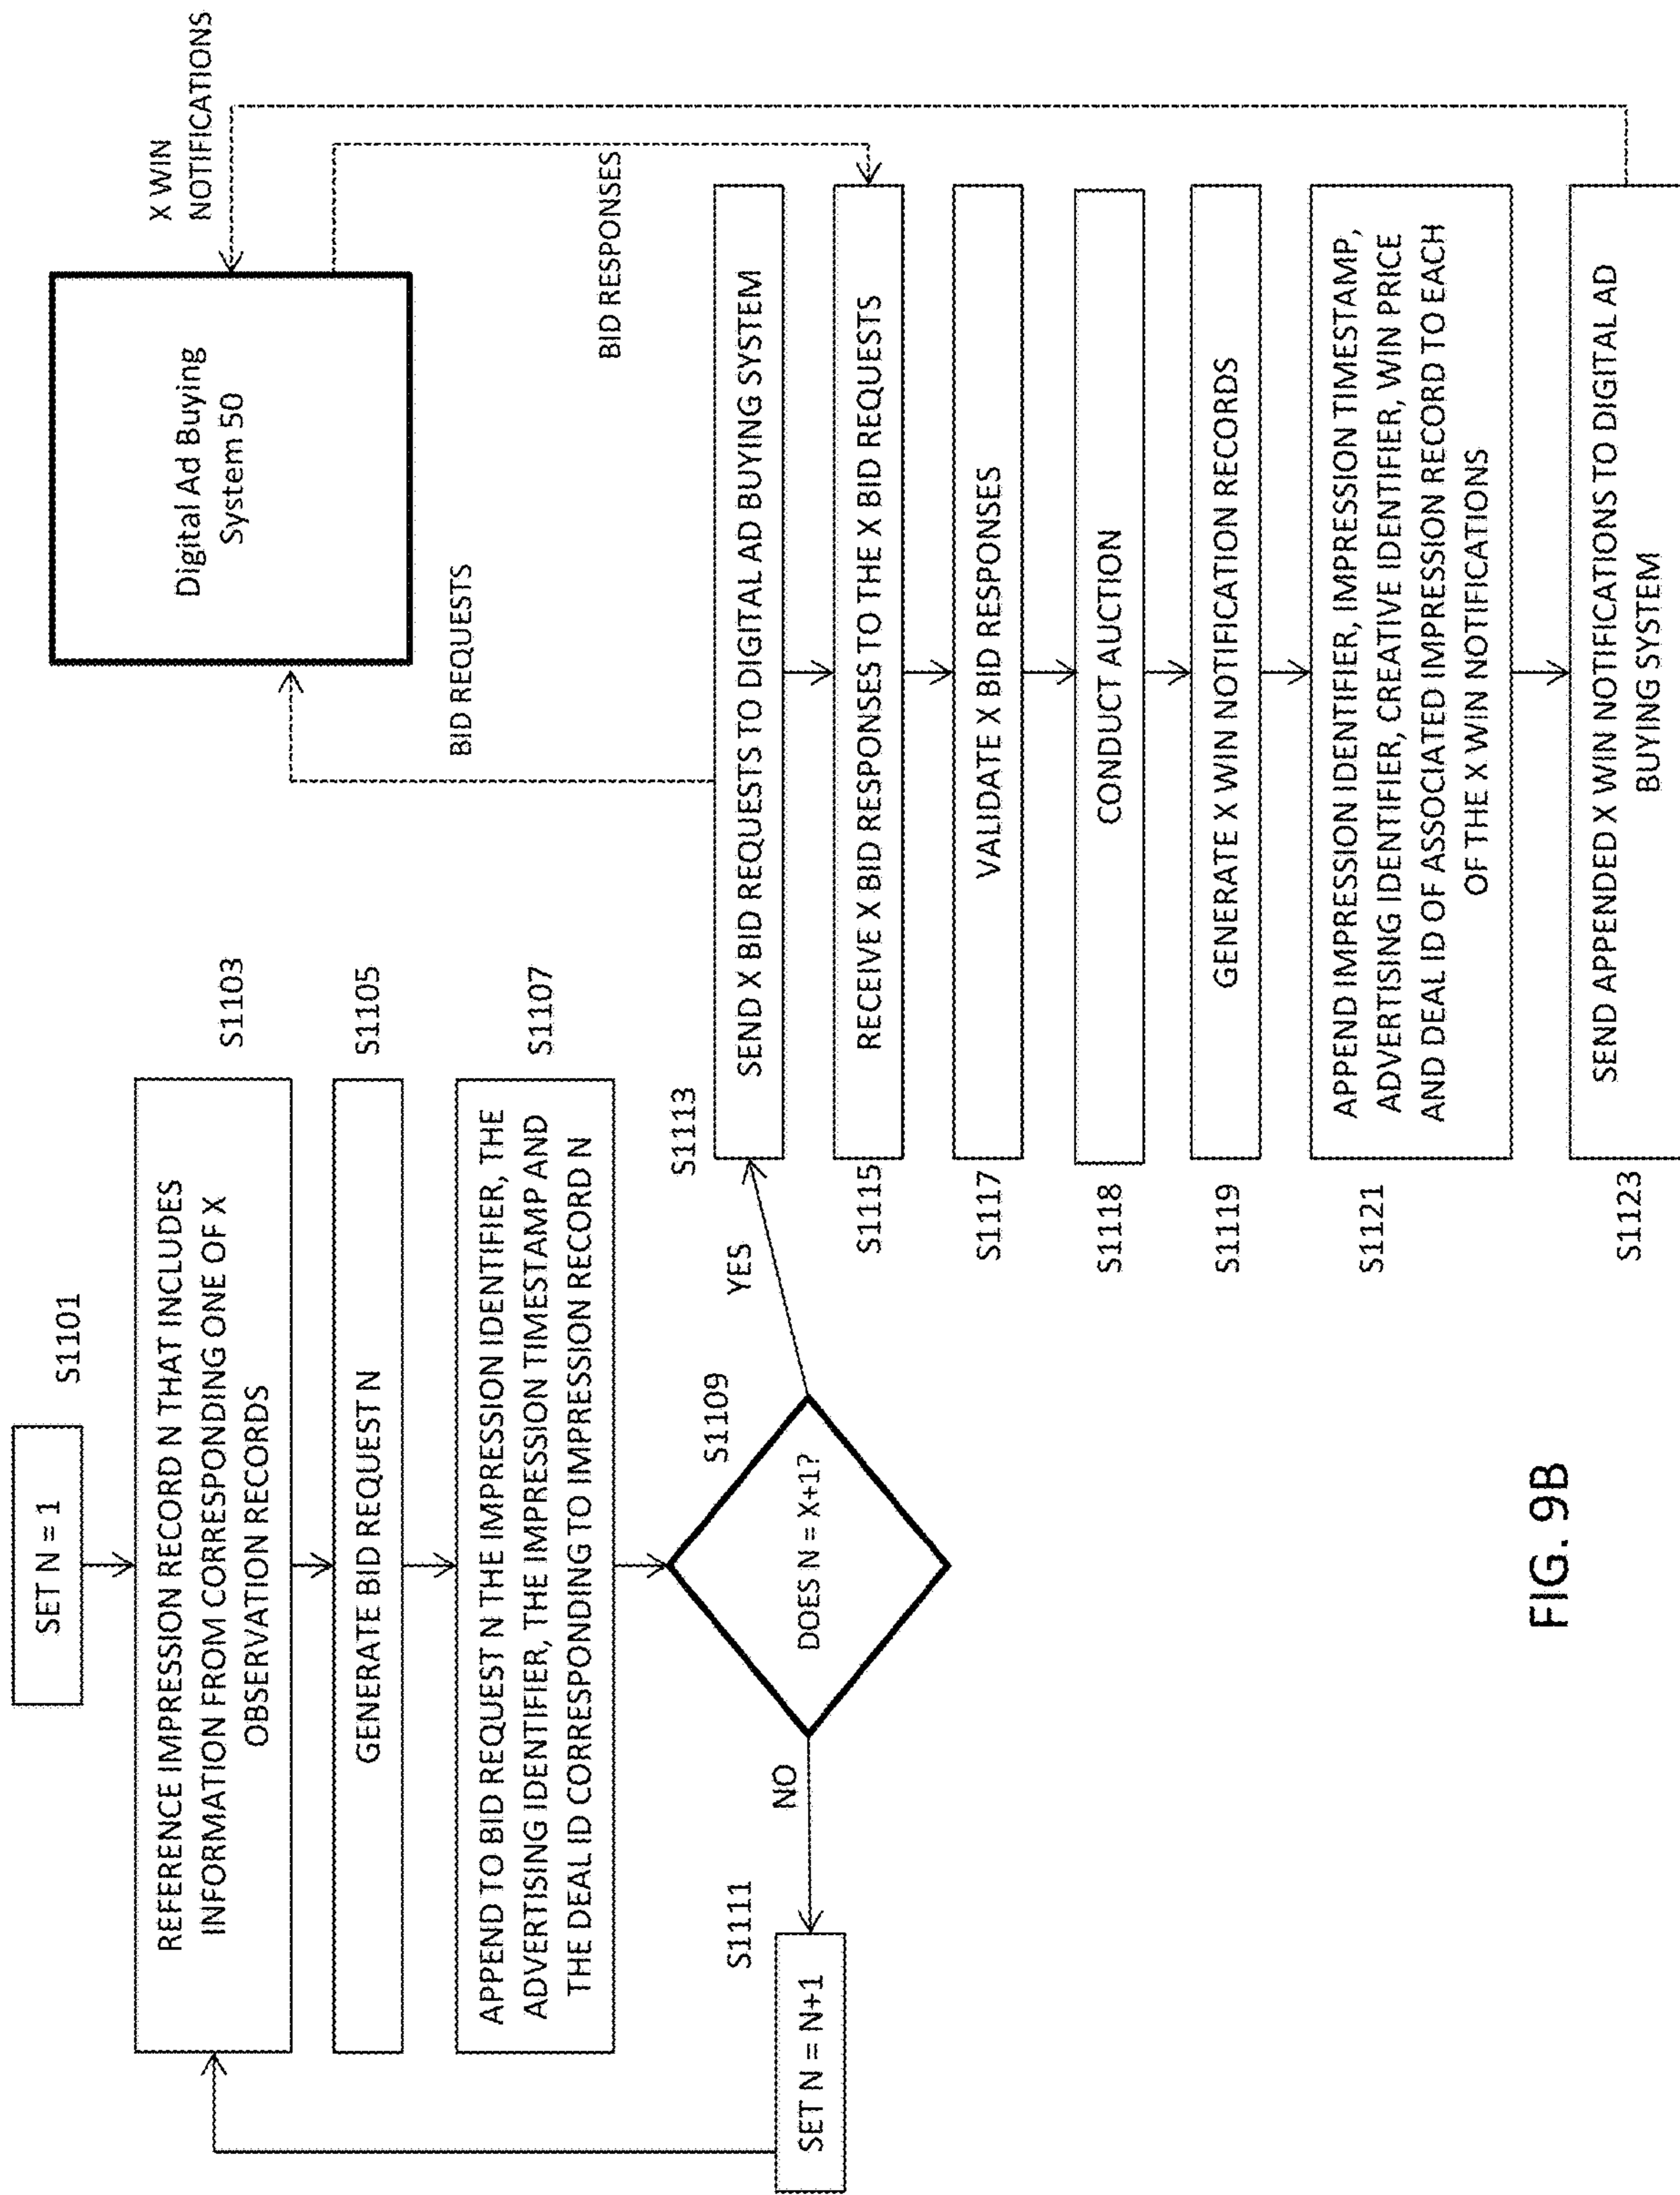 SET N = 1
S1101
REFERENCE IMPRESSION RECORD N THAT INCLUDES
INFORMATION FROM CORRESPONDING ONE OF X
OBSERVATION RECORDS
S1103
GENERATE BID REQUEST N
S1105
APPEND TO BID REQUEST N THE IMPRESSION IDENTIFIER, THE
ADVERTISING IDENTIFIER, THE IMPRESSION TIMESTAMP AND
THE DEAL ID CORRESPONDING TO IMPRESSION RECORD N
S1107
DOES N = X+1?
S1109
NO
SET N = N+1
S1111
YES
S1113
SEND X BID REQUESTS TO DIGITAL AD BUYING SYSTEM
BID REQUESTS
Digital Ad Buying
System 50
BID RESPONSES
X WIN
NOTIFICATIONS
S1115
RECEIVE X BID RESPONSES TO THE X BID REQUESTS
S1117
VALIDATE X BID RESPONSES
S1118
CONDUCT AUCTION
S1119
GENERATE X WIN NOTIFICATION RECORDS
S1121
APPEND IMPRESSION IDENTIFIER, IMPRESSION TIMESTAMP,
ADVERTISING IDENTIFIER, CREATIVE IDENTIFIER, WIN PRICE
AND DEAL ID OF ASSOCIATED IMPRESSION RECORD TO EACH
OF THE X WIN NOTIFICATIONS
S1123
SEND APPENDED X WIN NOTIFICATIONS TO DIGITAL AD
BUYING SYSTEM
FIG. 9B